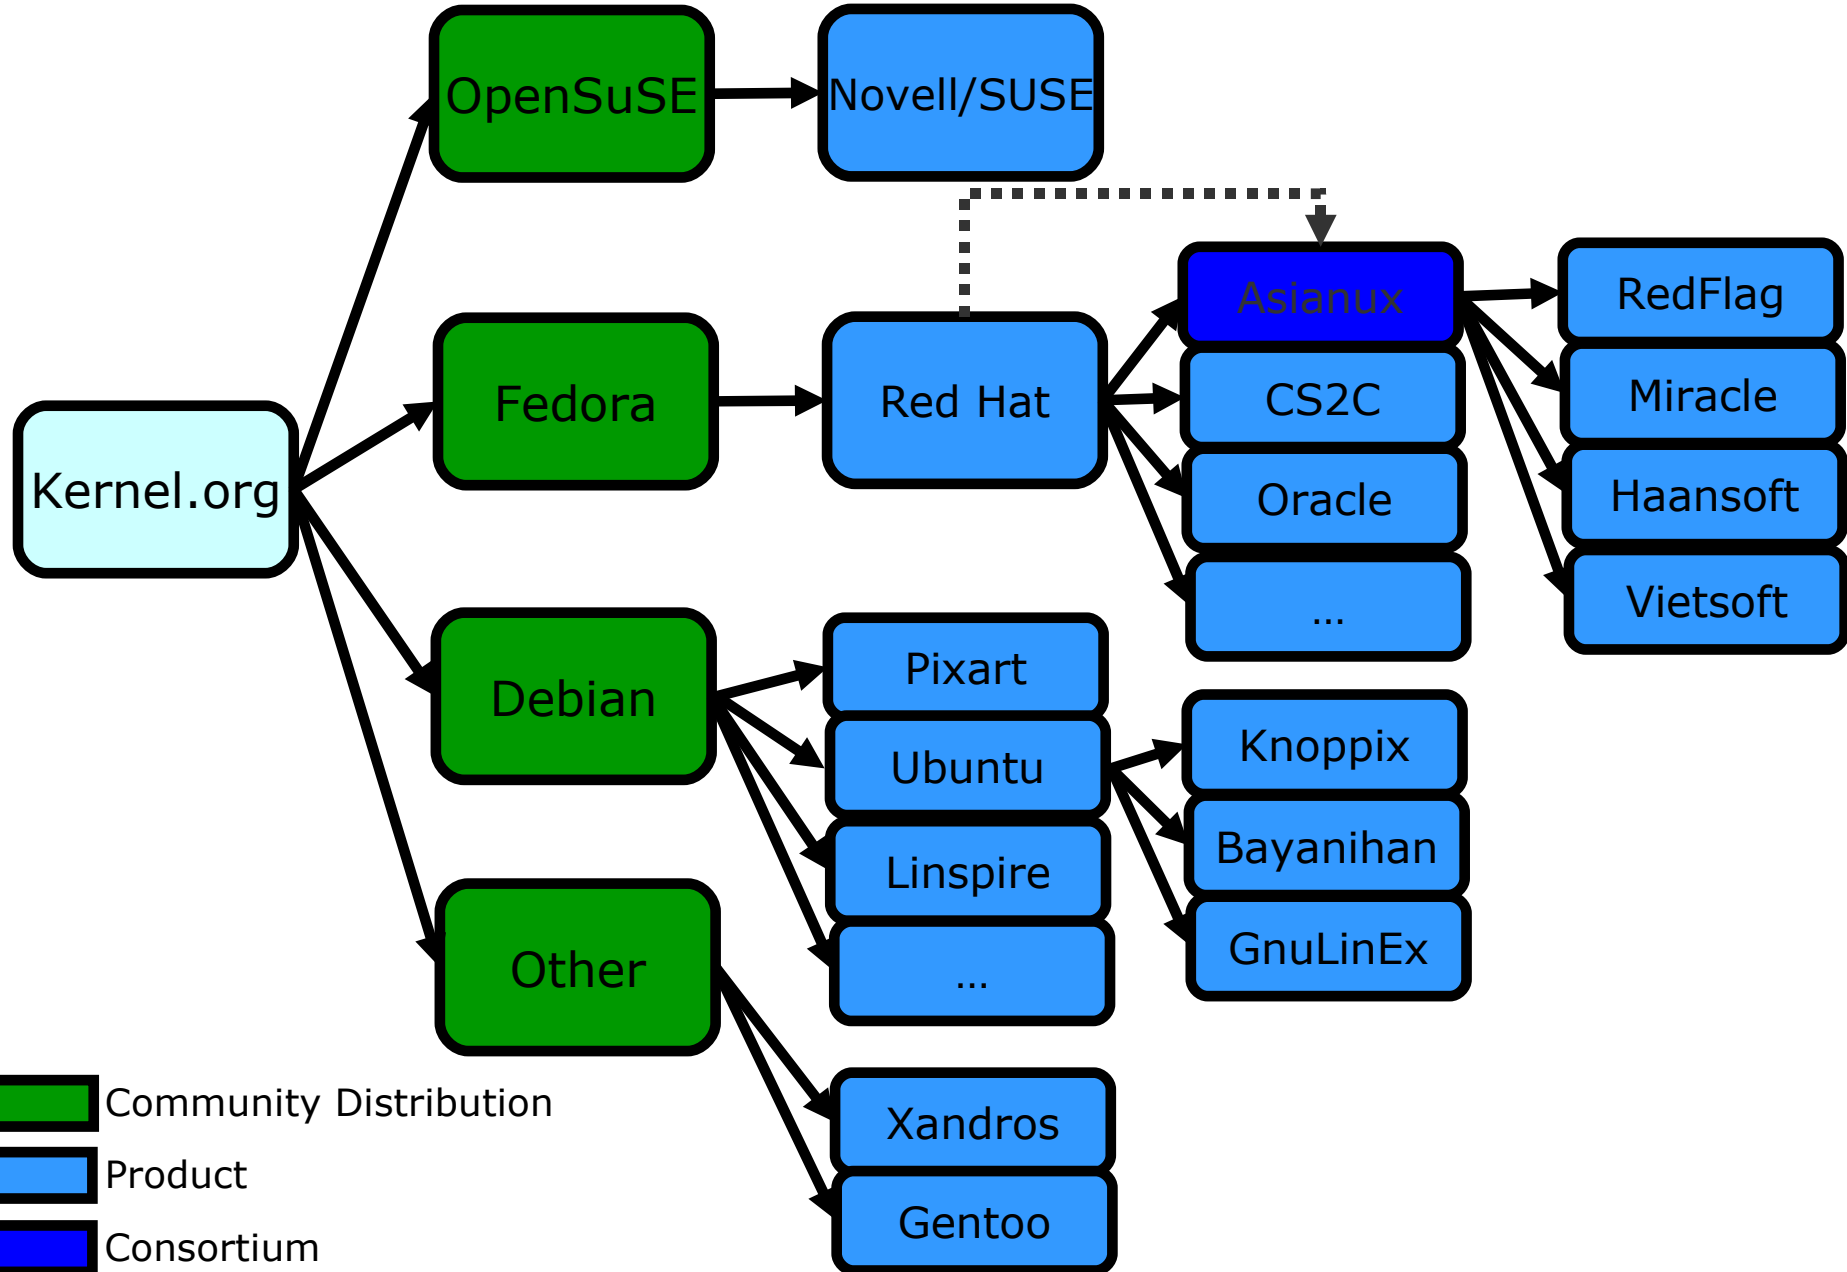 OpenSuSE
Novell/SUSE
Asianux
RedFlag
Fedora
Red Hat
CS2C
Miracle
Kernel.org
Oracle
Haansoft
...
Vietsoft
Debian
Pixart
Ubuntu
Knoppix
Linspire
Bayanihan
...
GnuLinEx
Other
Xandros
Gentoo
Community Distribution
Product
Consortium